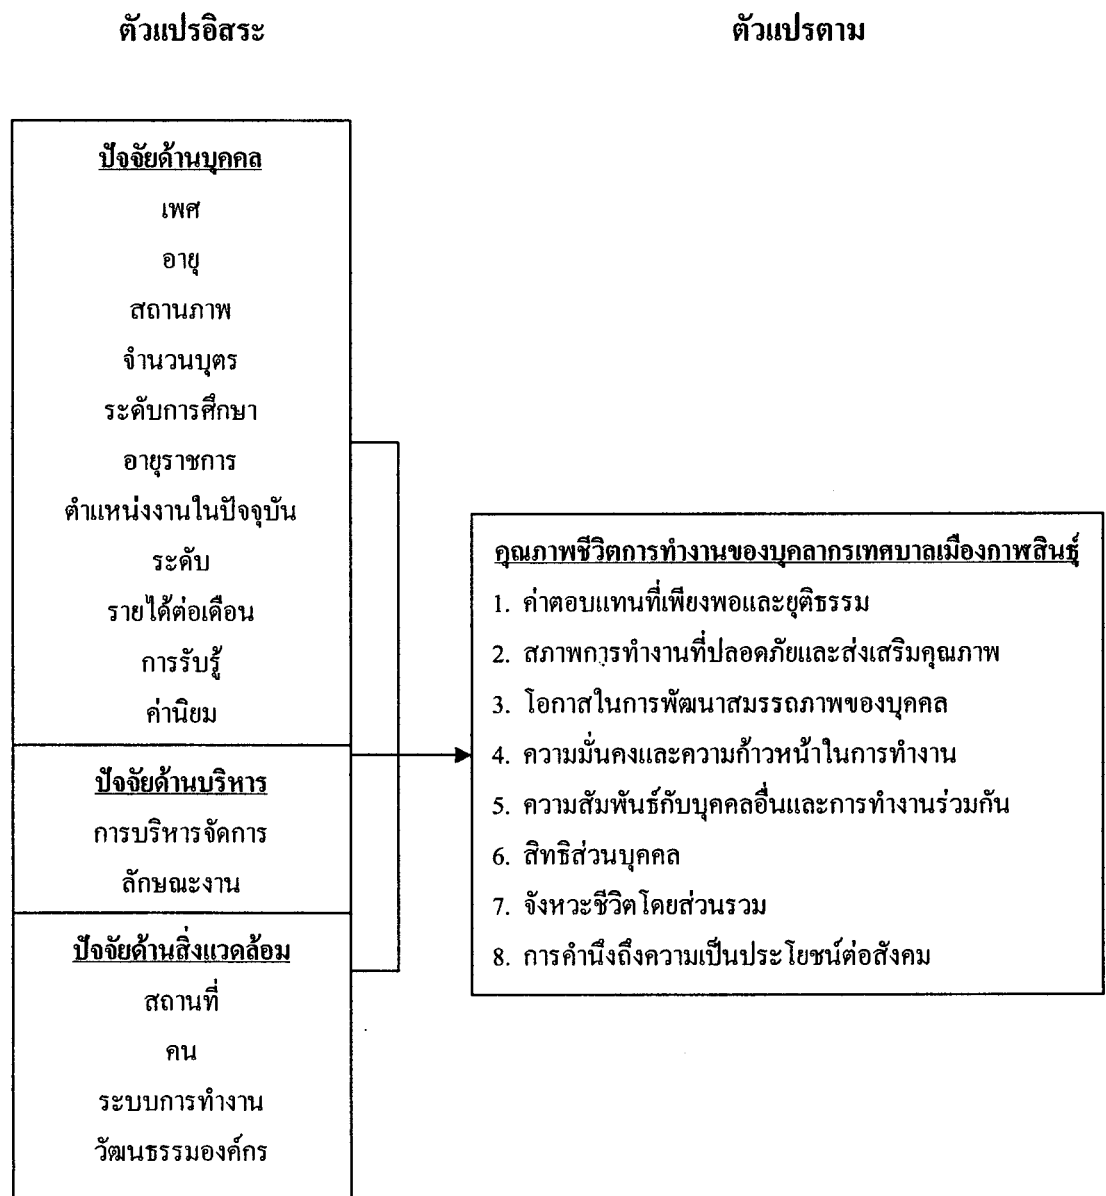 ตัวแปรอิสระ
ตัวแปรตาม
ปัจจัยด้านบุคคล
เพศ
อายุ
สถานภาพ
จำนวนบุตร
ระดับการศึกษา
อายุราชการ
ตำแหน่งงานในปัจจุบัน
ระดับ
รายได้ต่อเดือน
การรับรู้
ค่านิยม
ปัจจัยด้านบริหาร
การบริหารจัดการ
ลักษณะงาน
ปัจจัยด้านสิ่งแวดล้อม
สถานที่
คน
ระบบการทำงาน
วัฒนธรรมองค์กร
คุณภาพชีวิตการทำงานของบุคลากรเทศบาลเมืองกาฬสินธุ์
1. ค่าตอบแทนที่เพียงพอและยุติธรรม
2. สภาพการทำงานที่ปลอดภัยและส่งเสริมคุณภาพ
3. โอกาสในการพัฒนาสมรรถภาพของบุคคล
4. ความมั่นคงและความก้าวหน้าในการทำงาน
5. ความสัมพันธ์กับบุคคลอื่นและการทำงานร่วมกัน
6. สิทธิส่วนบุคคล
7. จังหวะชีวิตโดยส่วนรวม
8. การคำนึงถึงความเป็นประโยชน์ต่อสังคม